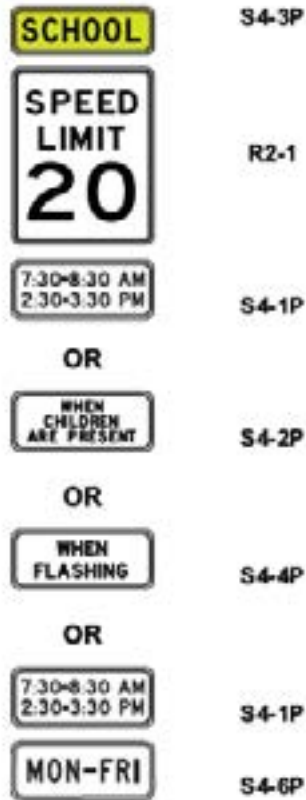 SCHOOL
S4-3P
SPEED
LIMIT
20
R2-1
7:30-8:30 AM
2:30-3:30 PM
S4-1P
OR
WHEN
CHILDREN
ARE PRESENT
S4-2P
OR
WHEN
FLASHING
S4-4P
OR
7:30-8:30 AM
2:30-3:30 PM
S4-1P
MON-FRI
S4-6P